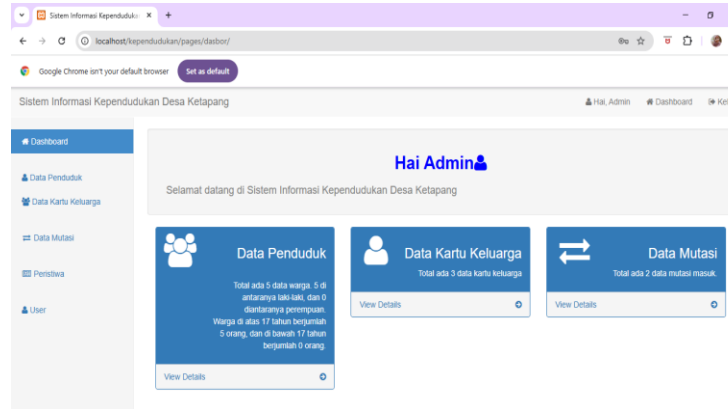 Sistem Informasi Kependuduka
localhost/kependudukan/pages/dasbor/
Google Chrome isn't your default browser
Set as default
Sistem Informasi Kependudukan Desa Ketapang
Hai, Admin
Dashboard
Kel
Dashboard
Data Penduduk
Data Kartu Keluarga
Data Mutasi
Peristiwa
User
Hai Admin
Selamat datang di Sistem Informasi Kependudukan Desa Ketapang
Data Penduduk
Total ada 5 data warga. 5 di
antaranya laki-laki, dan 0
diantaranya perempuan.
Warga di atas 17 tahun berjumlah
5 orang, dan di bawah 17 tahun
berjumlah 0 orang.
View Details
Data Kartu Keluarga
Total ada 3 data kartu keluarga
View Details
Data Mutasi
Total ada 2 data mutasi masuk.
View Details